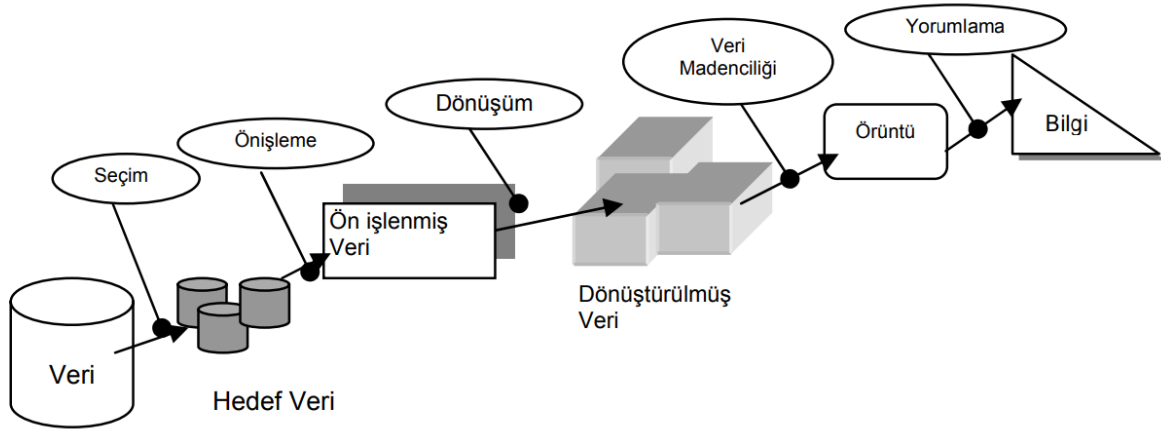 Yorumlama
Veri
Madenciliği
Dönüşüm
Önişleme
Seçim
Örüntü
Bilgi
Ön işlenmiş
Veri
Dönüştürülmüş
Veri
Veri
Hedef Veri